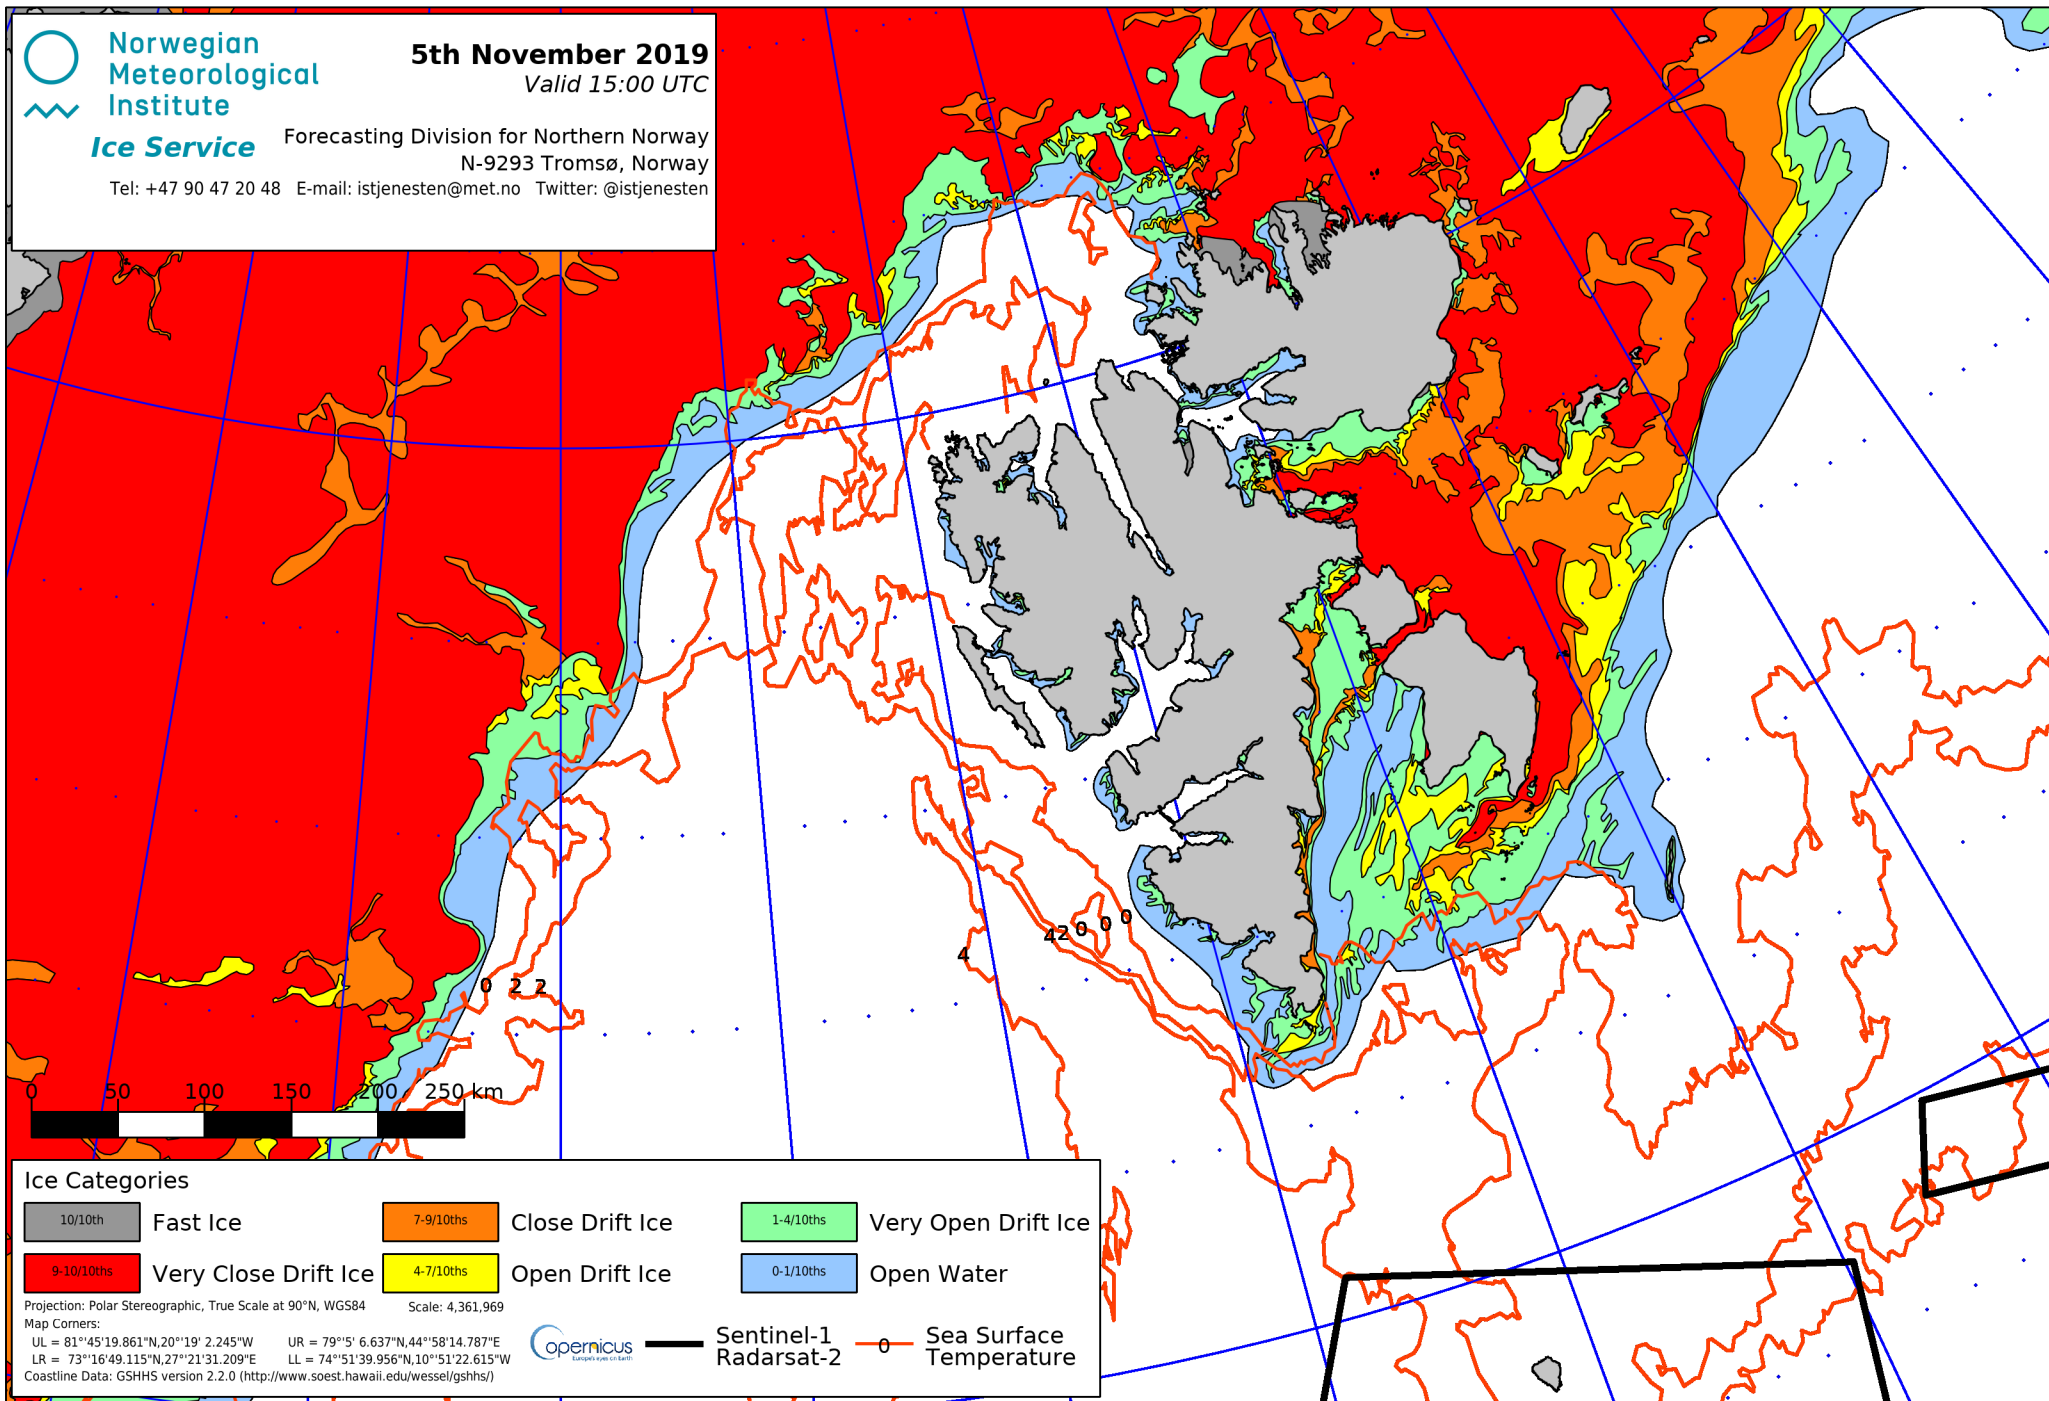 Norwegian
Meteorological
Institute
Ice Service
5th November 2019
Valid 15:00 UTC
Forecasting Division for Northern Norway
N-9293 Tromsø, Norway
Tel: +47 90 47 20 48 E-mail: istjenesten@met.no Twitter: @istjenesten
4 4 2 0 0 0
0 2 2
0 50 100 150 200 250 km
Ice Categories
10/10th Fast Ice 7-9/10ths Close Drift Ice 1-4/10ths Very Open Drift Ice
9-10/10ths Very Close Drift Ice 4-7/10ths Open Drift Ice 0-1/10ths Open Water
Projection: Polar Stereographic, True Scale at 90°N, WGS84 Scale: 4,361,969
Map Corners:
UL = 81°'45'19.861"N,20°'19' 2.245"W UR = 79°'5' 6.637"N,44°'58'14.787"E
LR = 73°'16'49.115"N,27°'21'31.209"E LL = 74°'51'39.956"N,10°'51'22.615"W
Coastline Data: GSHHS version 2.2.0 (http://www.soest.hawaii.edu/wessel/gshhs/)
Copernicus
Europe's eyes on Earth
Sentinel-1
Radarsat-2
0 Sea Surface
Temperature